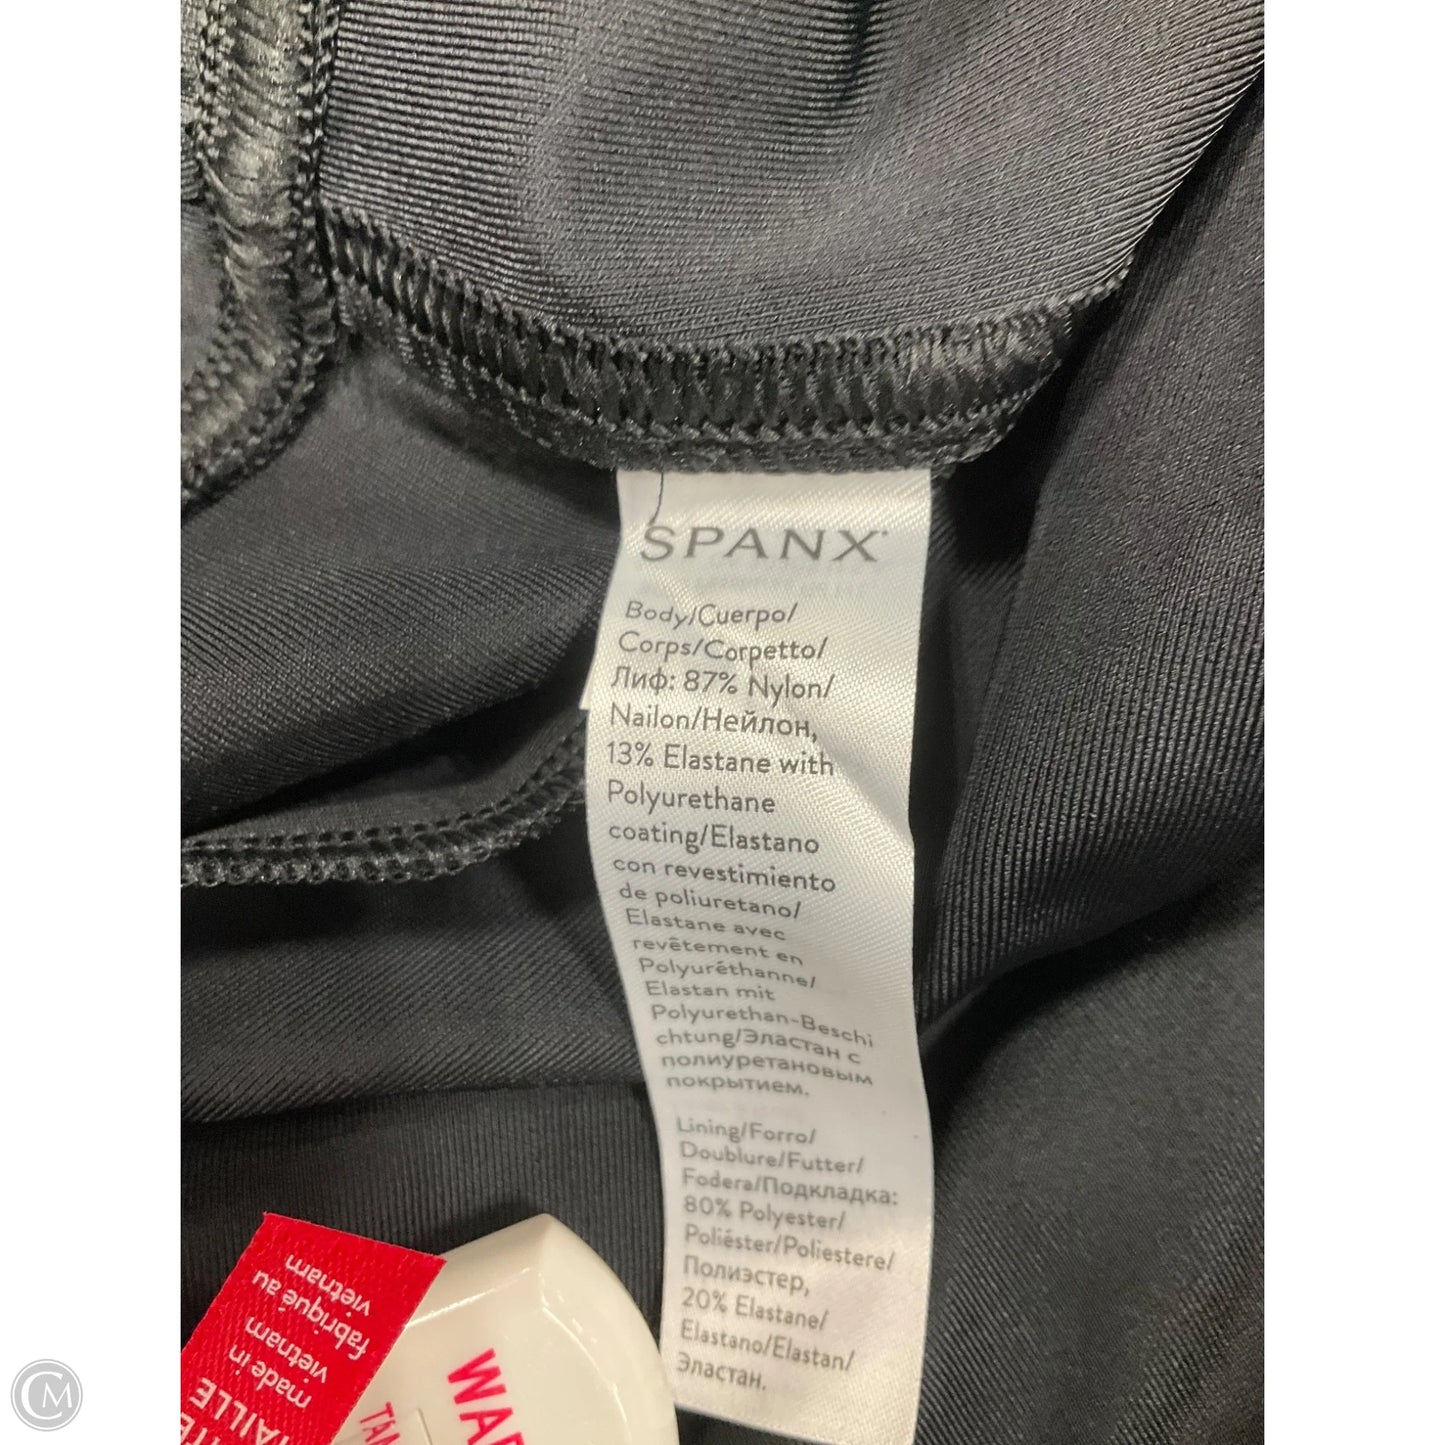 SPANX
Body/Cuerpo/
Corps/Corpetto/
Лиф: 87% Nylon/
Nailon/Нейлон,
13% Elastane with
Polyurethane
coating/Elastano
con revestimiento
de poliuretano/
Elastane avec
revêtement en
Polyuréthanne/
Elastan mit
Polyurethan-Beschi
chtung/Эластан с
полиуретановым
покрытием.
Lining/Forro/
Doublure/Futter/
Fodera/Подкладка:
80% Polyester/
Poliéster/Poliestere/
Полиэстер,
20% Elastane/
Elastano/Elastan/
Эластан.
made in
vietnam
fabriqué au
vietnam
CM